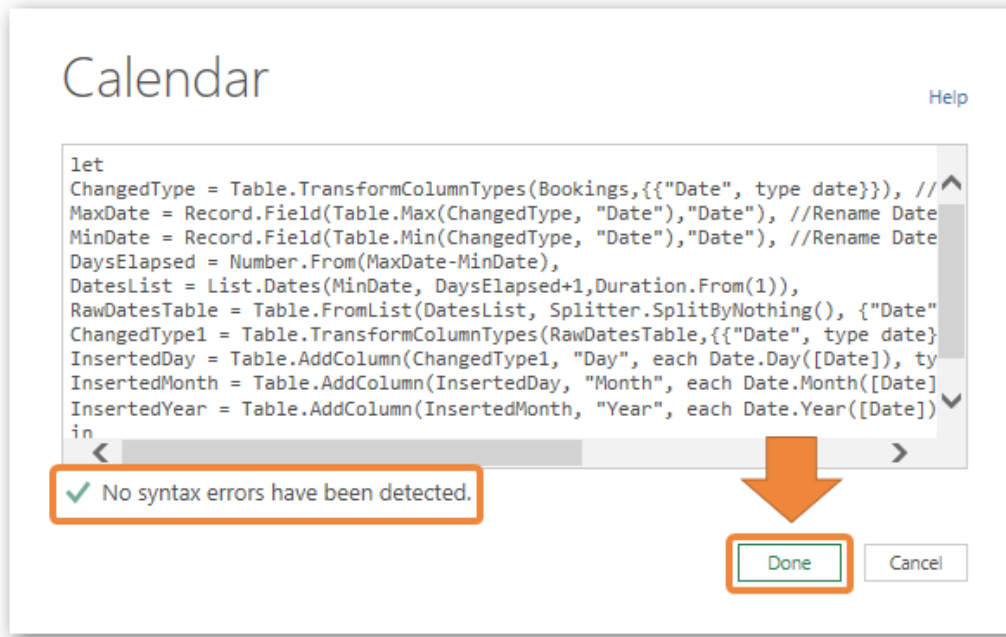 Calendar
Help
let
ChangedType = Table.TransformColumnTypes(Bookings,{{"Date", type date}}), //
MaxDate = Record.Field(Table.Max(ChangedType, "Date"),"Date"), //Rename Date
MinDate = Record.Field(Table.Min(ChangedType, "Date"),"Date"), //Rename Date
DaysElapsed = Number.From(MaxDate-MinDate),
DatesList = List.Dates(MinDate, DaysElapsed+1,Duration.From(1)),
RawDatesTable = Table.FromList(DatesList, Splitter.SplitByNothing(), {"Date"
ChangedType1 = Table.TransformColumnTypes(RawDatesTable,{{"Date", type date}
InsertedDay = Table.AddColumn(ChangedType1, "Day", each Date.Day([Date]), ty
InsertedMonth = Table.AddColumn(InsertedDay, "Month", each Date.Month([Date]
InsertedYear = Table.AddColumn(InsertedMonth, "Year", each Date.Year([Date])
in
No syntax errors have been detected.
Done
Cancel